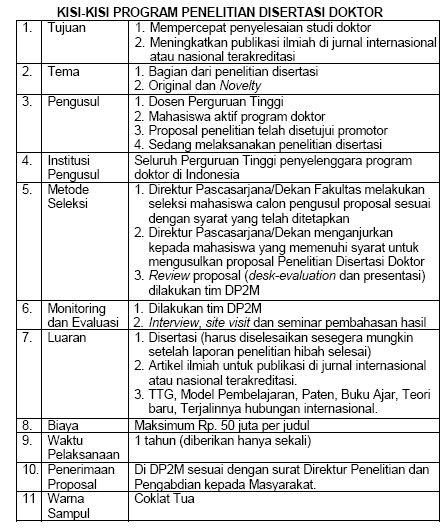 KISI-KISI PROGRAM PENELITIAN DISERTASI DOKTOR
1. Tujuan 1. Mempercepat penyelesaian studi doktor
2. Meningkatkan publikasi ilmiah di jurnal internasional
atau nasional terakreditasi
2. Tema 1. Bagian dari penelitian disertasi
2. Original dan Novelty
3. Pengusul 1. Dosen Perguruan Tinggi
2. Mahasiswa aktif program doktor
3. Proposal penelitian telah disetujui promotor
4. Sedang melaksanakan penelitian disertasi
4. Institusi Seluruh Perguruan Tinggi penyelenggara program
Pengusul doktor di Indonesia
5. Metode 1. Direktur Pascasarjana/Dekan Fakultas melakukan
Seleksi seleksi mahasiswa calon pengusul proposal sesuai
dengan syarat yang telah ditetapkan
2. Direktur Pascasarjana/Dekan menganjurkan
kepada mahasiswa yang memenuhi syarat untuk
mengusulkan proposal Penelitian Disertasi Doktor
3. Review proposal (desk-evaluation dan presentasi)
dilakukan tim DP2M
6. Monitoring 1. Dilakukan tim DP2M
dan Evaluasi 2. Interview, site visit dan seminar pembahasan hasil
7. Luaran 1. Disertasi (harus diselesaikan sesegera mungkin
setelah laporan penelitian hibah selesai)
2. Artikel ilmiah untuk publikasi di jurnal internasional
atau nasional terakreditasi.
3. TTG, Model Pembelajaran, Paten, Buku Ajar, Teori
baru, Terjalinnya hubungan internasional.
8. Biaya Maksimum Rp. 50 juta per judul
9. Waktu 1 tahun (diberikan hanya sekali)
Pelaksanaan
10. Penerimaan Di DP2M sesuai dengan surat Direktur Penelitian dan
Proposal Pengabdian kepada Masyarakat.
11 Warna Coklat Tua
Sampul